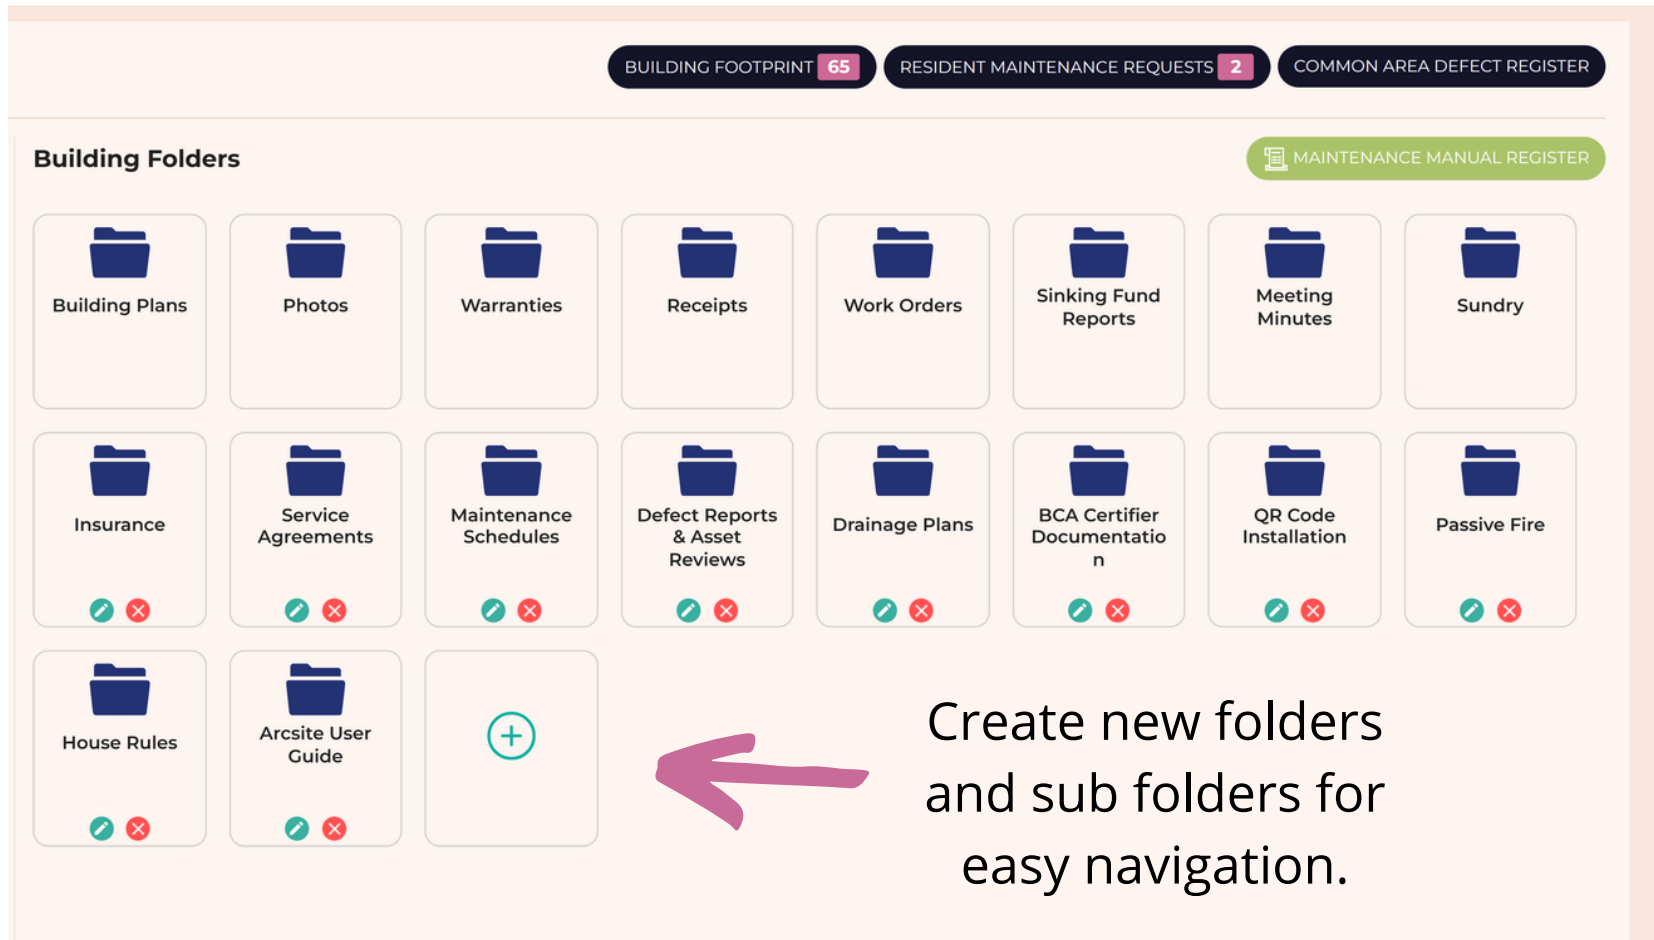 BUILDING FOOTPRINT 65 RESIDENT MAINTENANCE REQUESTS 2 COMMON AREA DEFECT REGISTER
Building Folders
MAINTENANCE MANUAL REGISTER
Building Plans
Photos
Warranties
Receipts
Work Orders
Sinking Fund
Reports
Meeting
Minutes
Sundry
Insurance
Service
Agreements
Maintenance
Schedules
Defect Reports
& Asset
Reviews
Drainage Plans
BCA Certifier
Documentatio
n
QR Code
Installation
Passive Fire
House Rules
Arcsite User
Guide
Create new folders
and sub folders for
easy navigation.